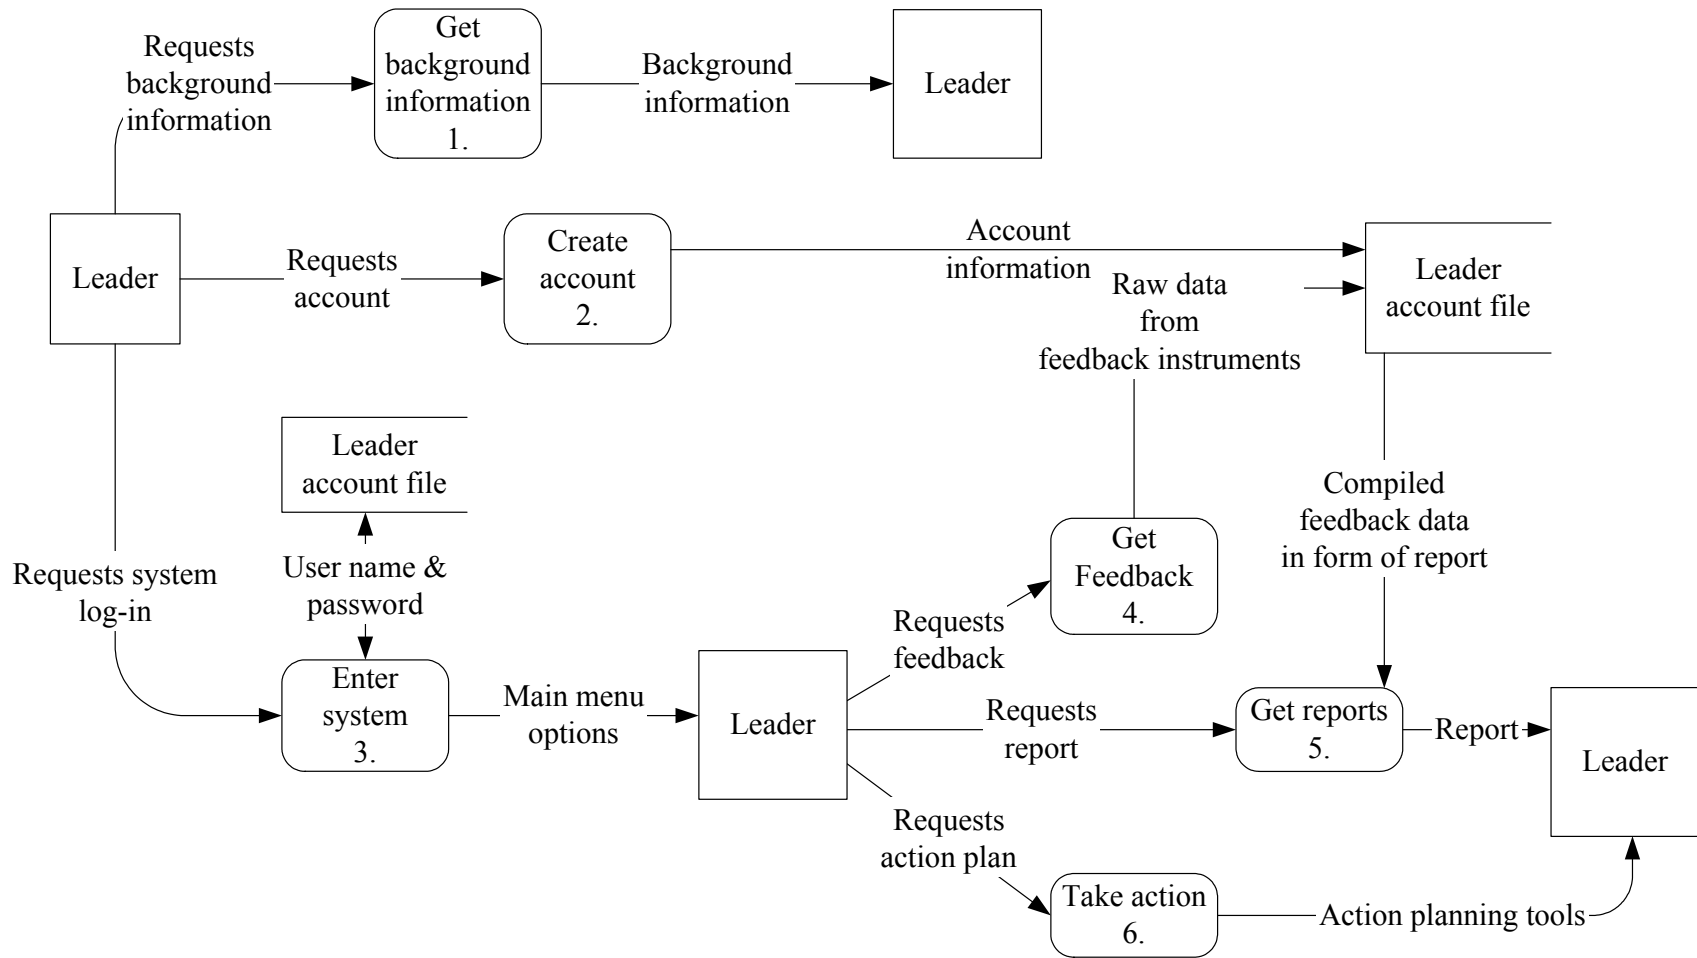 Requests
background
information
Get
background
information
1.
Background
information
Leader
Leader
Requests
account
Create
account
2.
Account
information
Leader
account file
Raw data
from
feedback instruments
Leader
account file
User name &
password
Requests system
log-in
Enter
system
3.
Main menu
options
Leader
Requests
feedback
Get
Feedback
4.
Compiled
feedback data
in form of report
Requests
report
Get reports
5.
Report
Leader
Requests
action plan
Take action
6.
Action planning tools